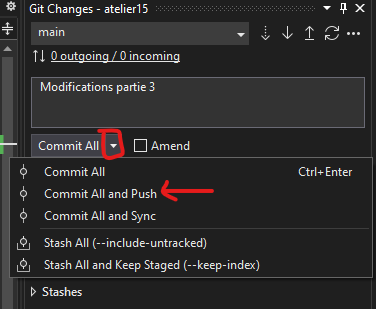 Git Changes - atelier15
main
0 outgoing / 0 incoming
Modifications partie 3
Commit All
Amend
Commit All Ctrl+Enter
Commit All and Push
Commit All and Sync
Stash All (--include-untracked)
Stash All and Keep Staged (--keep-index)
Stashes